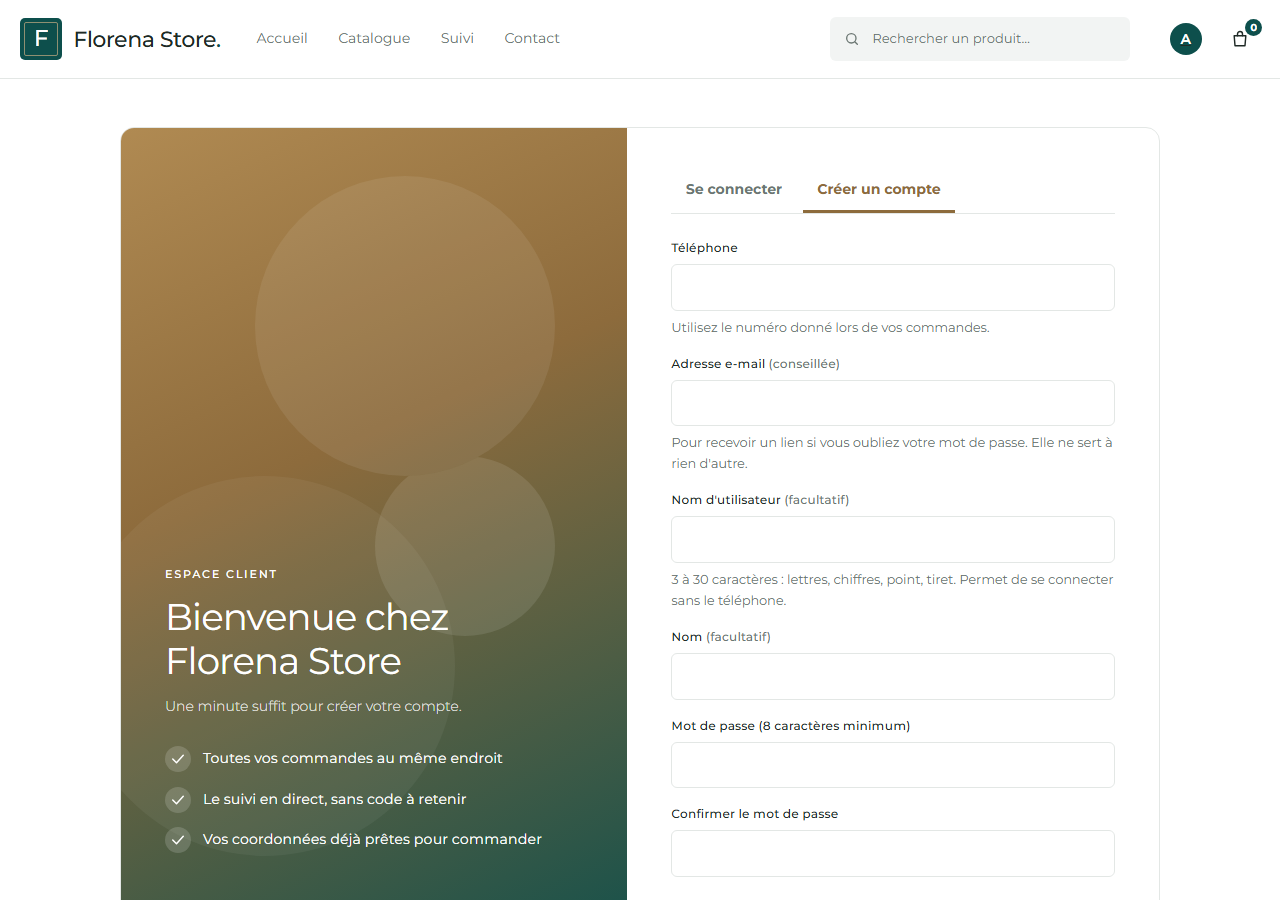 F Florena Store. Accueil Catalogue Suivi Contact Rechercher un produit... A 0
ESPACE CLIENT
Bienvenue chez
Florena Store
Une minute suffit pour créer votre compte.
Toutes vos commandes au même endroit
Le suivi en direct, sans code à retenir
Vos coordonnées déjà prêtes pour commander
Se connecter Créer un compte
Téléphone
Utilisez le numéro donné lors de vos commandes.
Adresse e-mail (conseillée)
Pour recevoir un lien si vous oubliez votre mot de passe. Elle ne sert à
rien d'autre.
Nom d'utilisateur (facultatif)
3 à 30 caractères : lettres, chiffres, point, tiret. Permet de se connecter
sans le téléphone.
Nom (facultatif)
Mot de passe (8 caractères minimum)
Confirmer le mot de passe